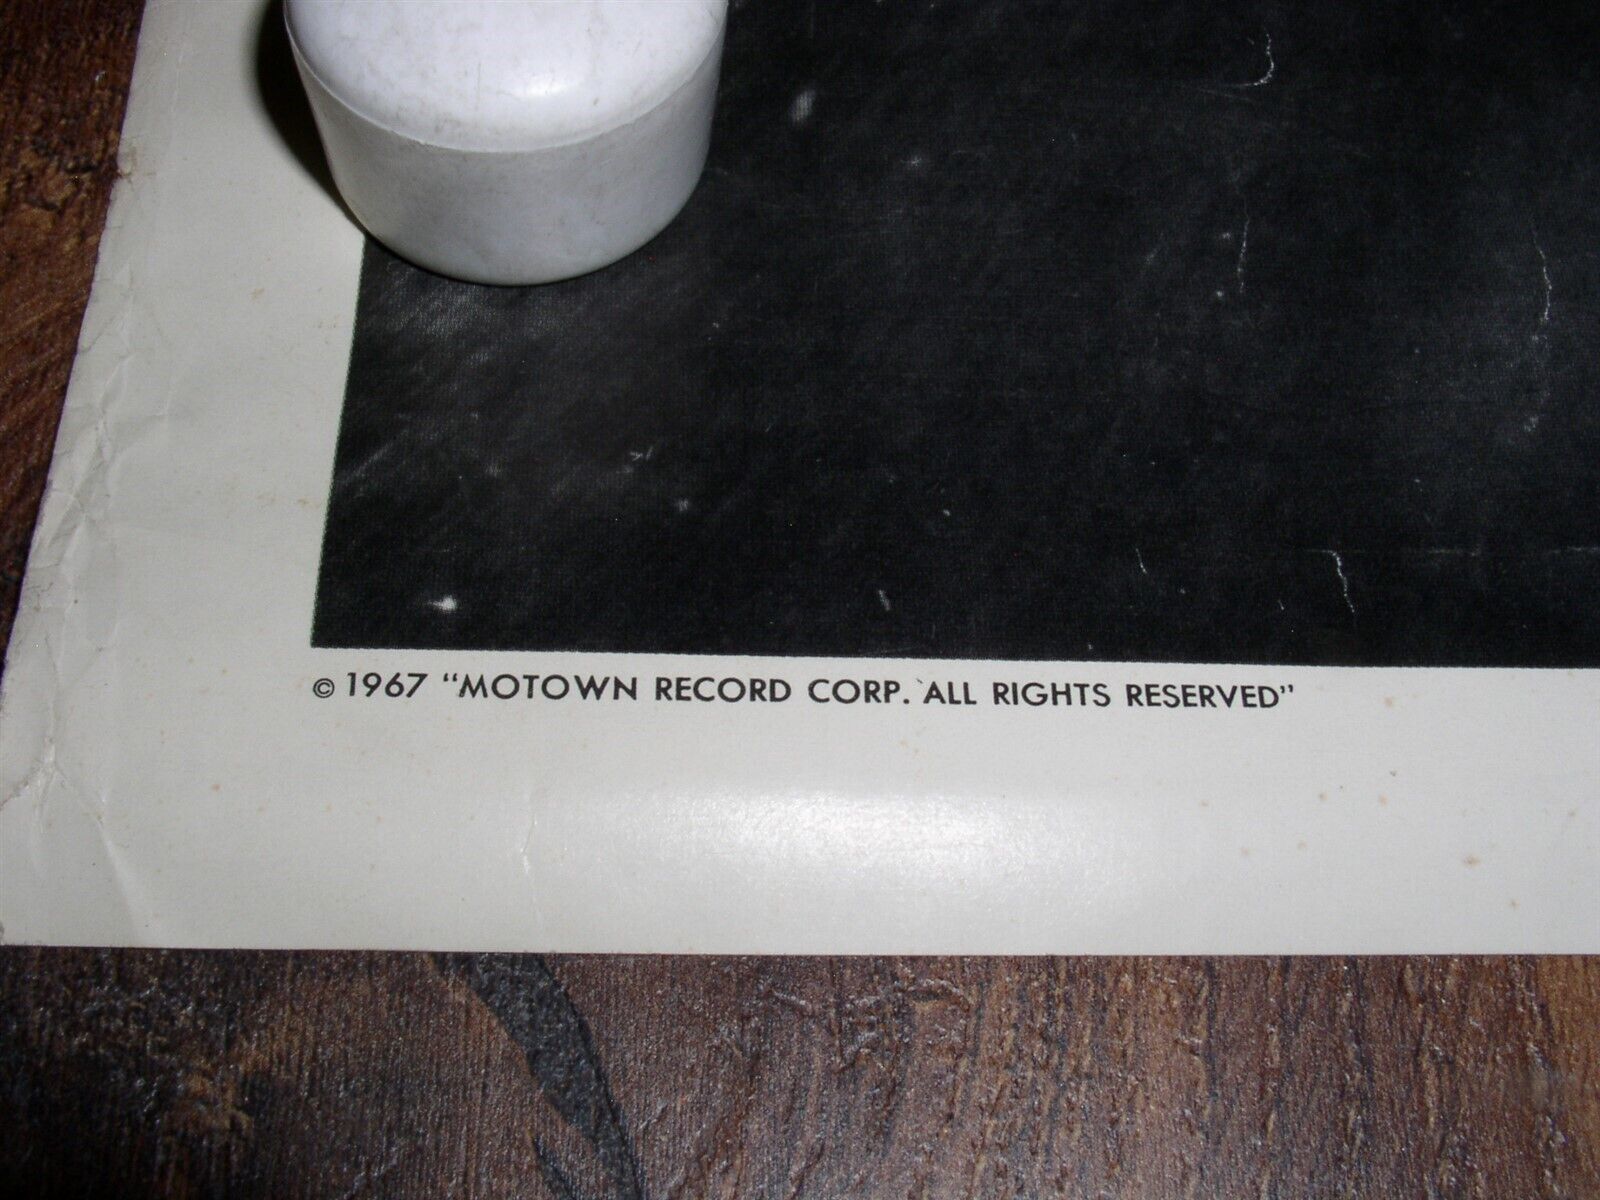 © 1967 "MOTOWN RECORD CORP. ALL RIGHTS RESERVED"